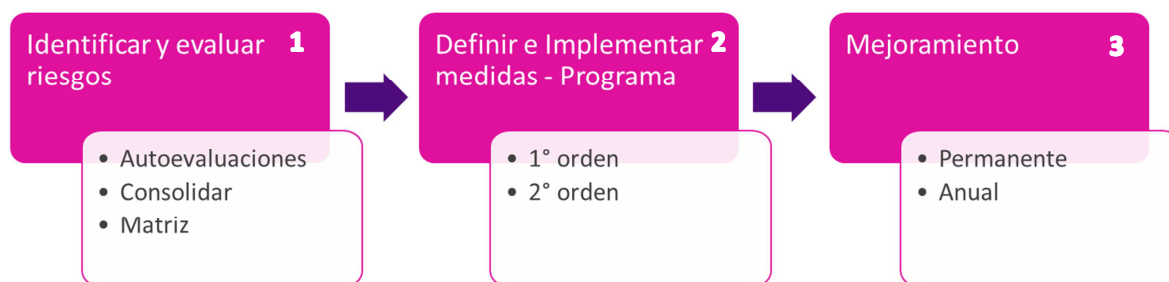 Identificar y evaluar 1
riesgos
• Autoevaluaciones
• Consolidar
• Matriz
Definir e Implementar 2
medidas - Programa
• 1° orden
• 2° orden
Mejoramiento 3
• Permanente
• Anual